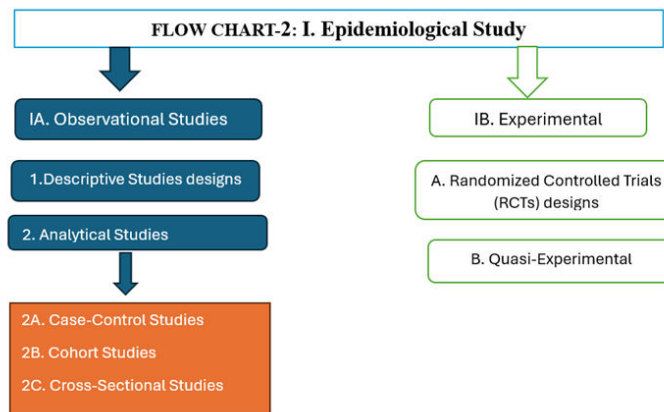 FLOW CHART-2: I. Epidemiological Study
IA. Observational Studies
1.Descriptive Studies designs
2. Analytical Studies
2A. Case-Control Studies
2B. Cohort Studies
2C. Cross-Sectional Studies
IB. Experimental
A. Randomized Controlled Trials
(RCTs) designs
B. Quasi-Experimental